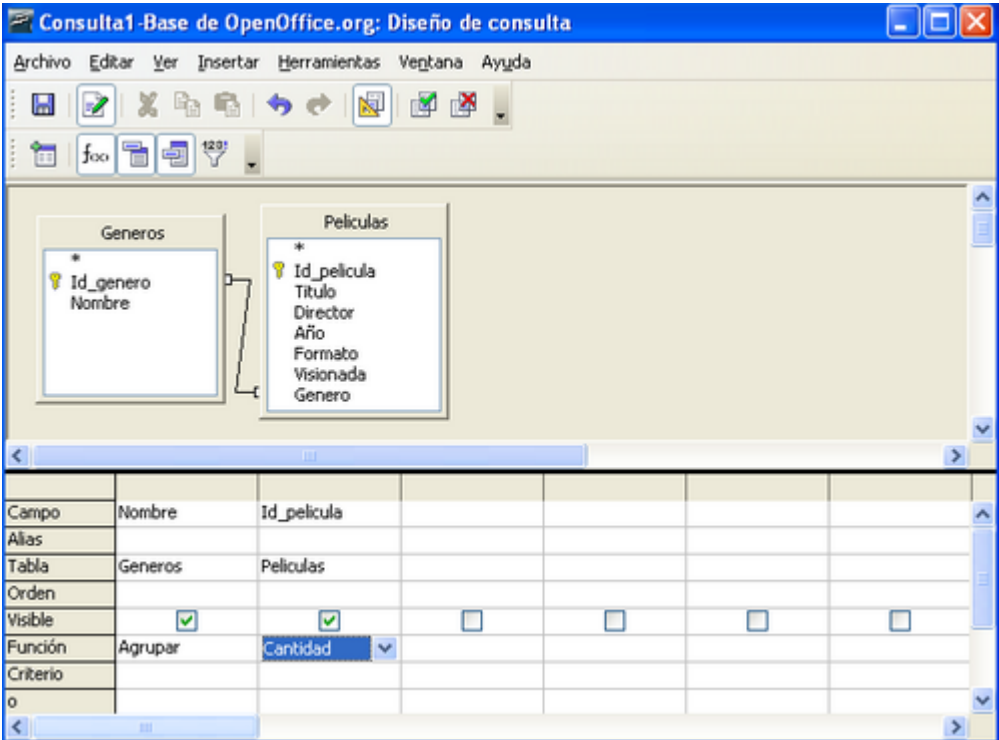 Consulta1-Base de OpenOffice.org: Diseño de consulta
Archivo Editar Ver Insertar Herramientas Ventana Ayuda
f(x) 123!
Generos
*
Id_genero
Nombre
Peliculas
*
Id_pelicula
Titulo
Director
Año
Formato
Visionada
Genero
Campo Nombre Id_pelicula
Alias
Tabla Generos Peliculas
Orden
Visible
Función Agrupar Cantidad
Criterio
o